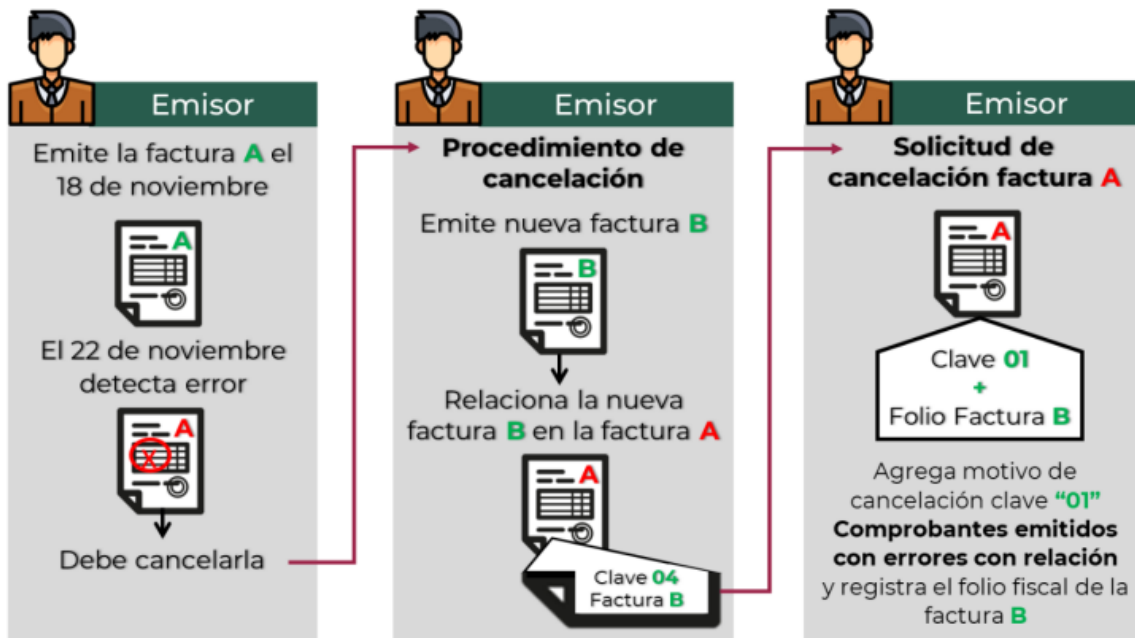 Emisor
Emite la factura A el
18 de noviembre
A
El 22 de noviembre
detecta error
A
X
Debe cancelarla
Emisor
Procedimiento de
cancelación
Emite nueva factura B
B
Relaciona la nueva
factura B en la factura A
A
Clave 04
Factura B
Emisor
Solicitud de
cancelación factura A
A
Clave 01
+
Folio Factura B
Agrega motivo de
cancelación clave “01”
Comprobantes emitidos
con errores con relación
y registra el folio fiscal de la
factura B